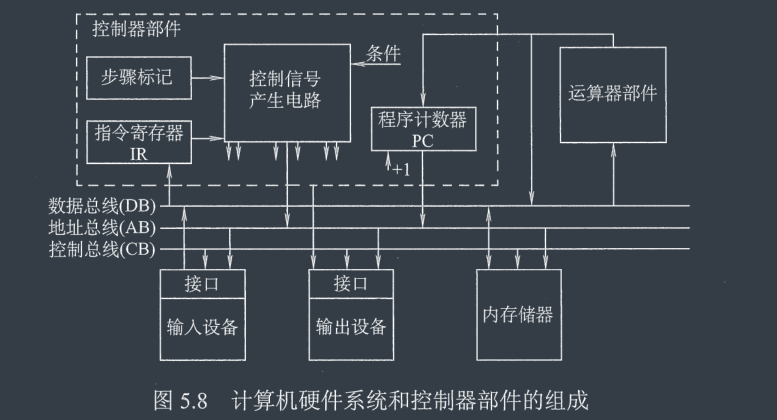 控制器部件
步骤标记
控制信号
产生电路
条件
运算器部件
指令寄存器
IR
程序计数器
PC
+1
数据总线(DB)
地址总线(AB)
控制总线(CB)
接口
输入设备
接口
输出设备
内存储器
图 5.8 计算机硬件系统和控制器部件的组成